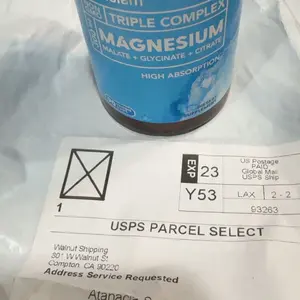 TRIPLE COMPLEX
MAGNESIUM
MALATE + GLYCINATE + CITRATE
HIGH ABSORPTION
1
EXP 23
Y53
US Postage
PAID
Global Mail
USPS Ship
LAX 2 - 2
93263
USPS PARCEL SELECT
Walnut Shipping
801 W Walnut St
Compton, CA 90220
Address Service Requested